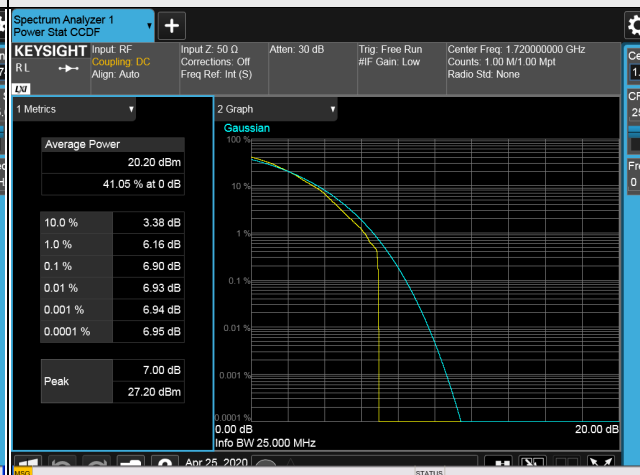 Spectrum Analyzer 1
Power Stat CCDF
KEYSIGHT
RL
LXI
Input: RF
Coupling: DC
Align: Auto
Input Z: 50 Ω
Corrections: Off
Freq Ref: Int (S)
Atten: 30 dB
Trig: Free Run
#IF Gain: Low
Center Freq: 1.720000000 GHz
Counts: 1.00 M/1.00 Mpt
Radio Std: None
1 Metrics
Average Power
20.20 dBm
41.05 % at 0 dB
10.0 % 3.38 dB
1.0 % 6.16 dB
0.1 % 6.90 dB
0.01 % 6.93 dB
0.001 % 6.94 dB
0.0001 % 6.95 dB
Peak
7.00 dB
27.20 dBm
2 Graph
Gaussian
100 %
10 %
1 %
0.1 %
0.01 %
0.001 %
0.0001 %
0.00 dB 20.00 dB
Info BW 25.000 MHz
Apr 25, 2020
MSG
STATUS